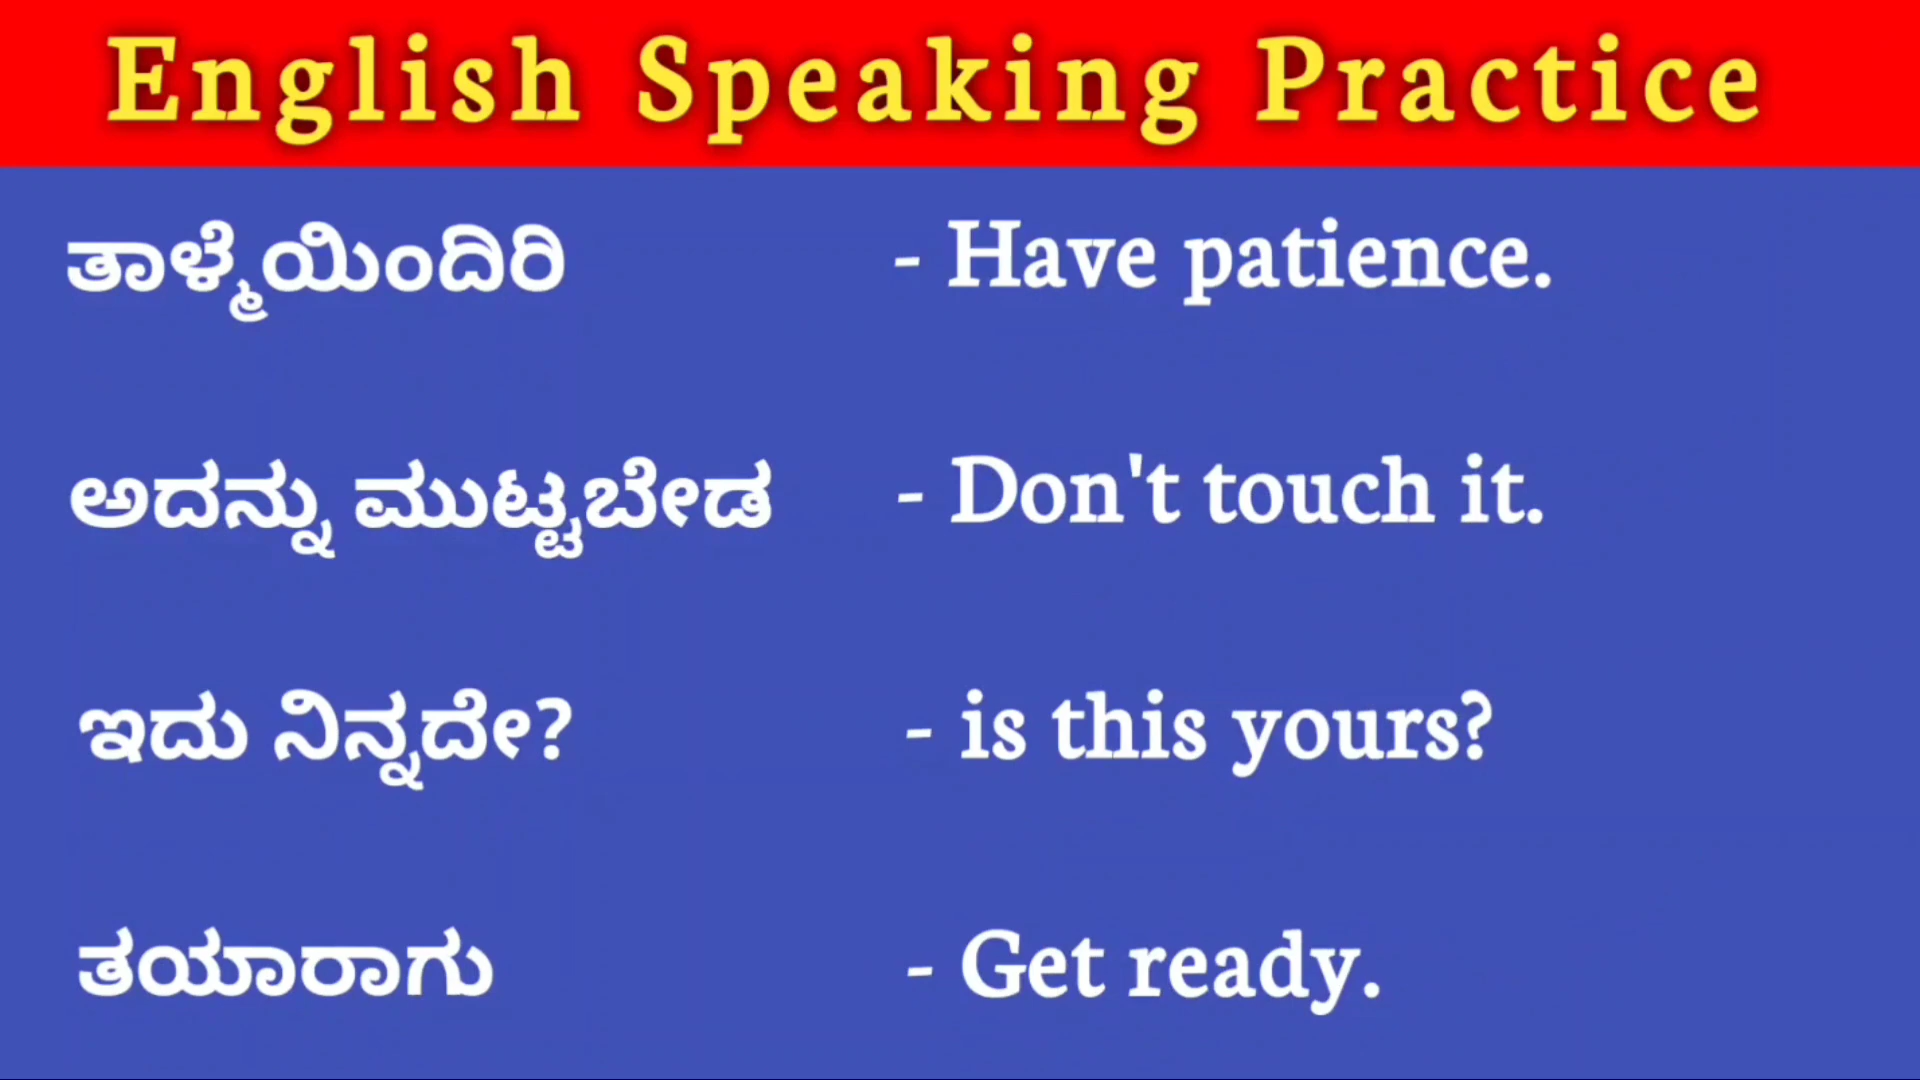 English Speaking Practice
ತಾಳ್ಮೆಯಿಂದಿರಿ - Have patience.
ಅದನ್ನು ಮುಟ್ಟಬೇಡ - Don't touch it.
ಇದು ನಿನ್ನದೇ? - is this yours?
ತಯಾರಾಗು - Get ready.